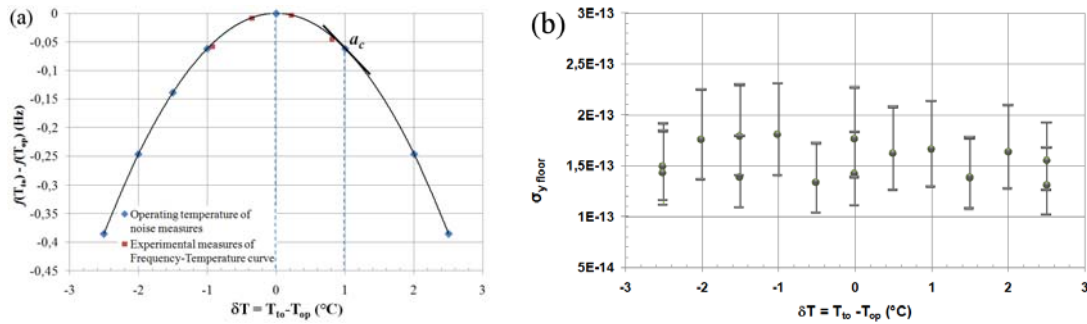 (a)
0
-0,05
-0,1
-0,15
-0,2
-0,25
-0,3
-0,35
-0,4
-0,45
f(Tto) - f(Top) (Hz)
ac
Operating temperature of
noise measures
Experimental measures of
Frequency-Temperature curve
-3 -2 -1 0 1 2 3
δT = Tto-Top (°C)
(b)
3E-13
2,5E-13
2E-13
1,5E-13
1E-13
5E-14
σy floor
-3 -2 -1 0 1 2 3
δT = Tto -Top (°C)